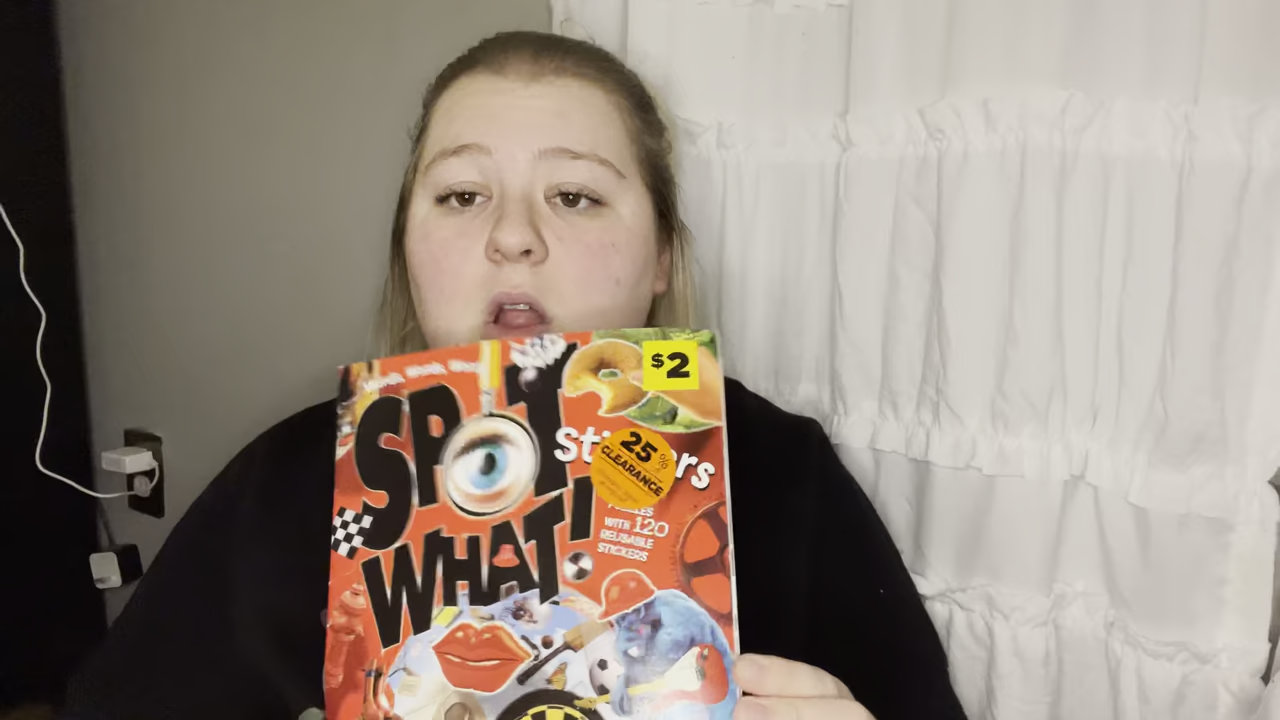 $2
SPOT
stickers
25%
CLEARANCE
WHAT!
WITH 120
REUSABLE
STICKERS